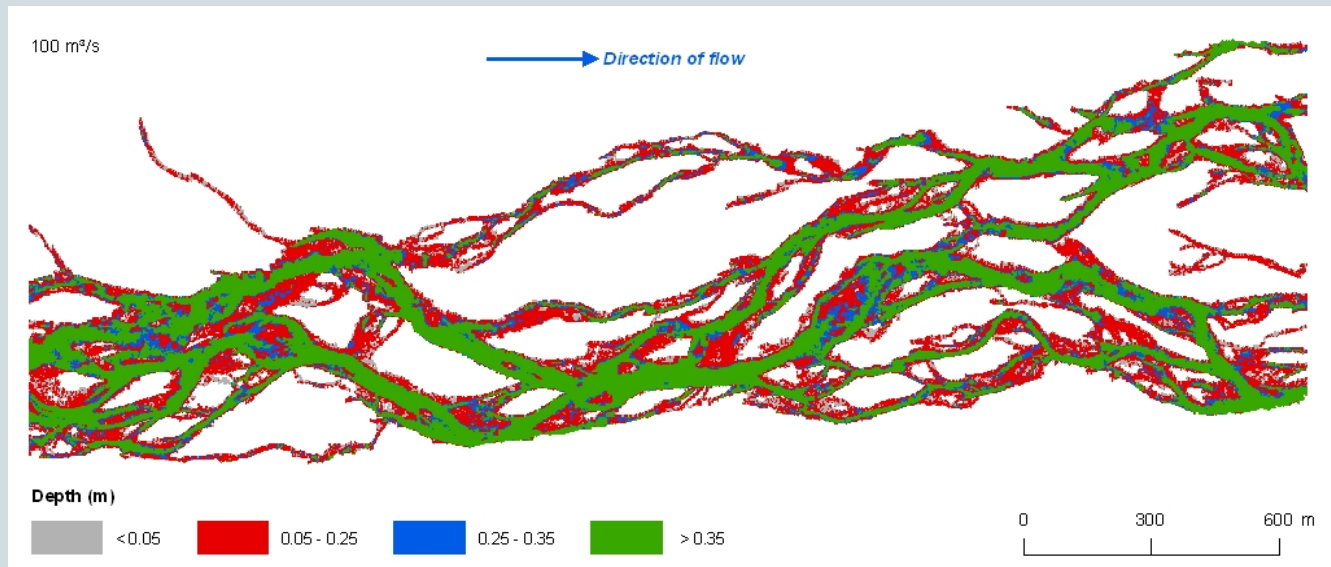 100 m³/s
Direction of flow
Depth (m)
<0.05
0.05 - 0.25
0.25 - 0.35
> 0.35
0 300 600 m